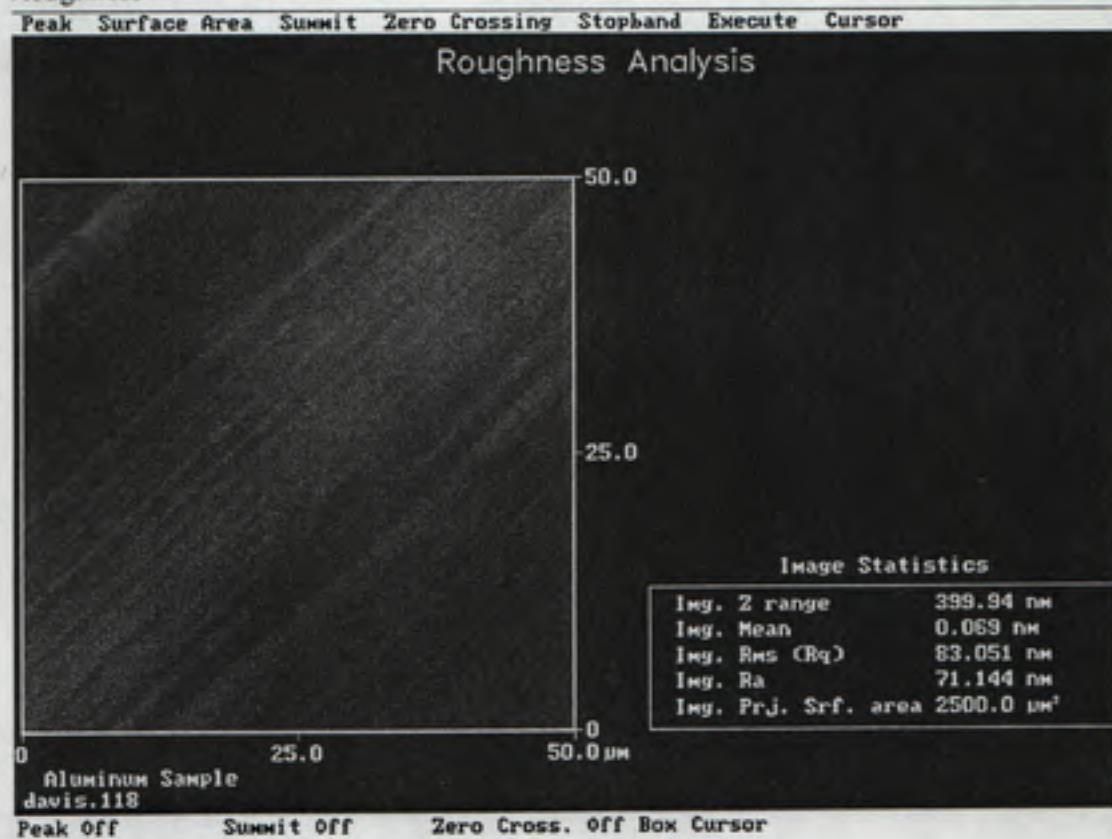 Peak Surface Area Summit Zero Crossing Stopband Execute Cursor
Roughness Analysis
50.0
25.0
0
0 25.0 50.0 µm
Image Statistics
Img. Z range 399.94 nm
Img. Mean 0.069 nm
Img. Rms (Rq) 83.051 nm
Img. Ra 71.144 nm
Img. Prj. Srf. area 2500.0 µm²
Aluminum Sample
davis.118
Peak Off Summit Off Zero Cross. Off Box Cursor